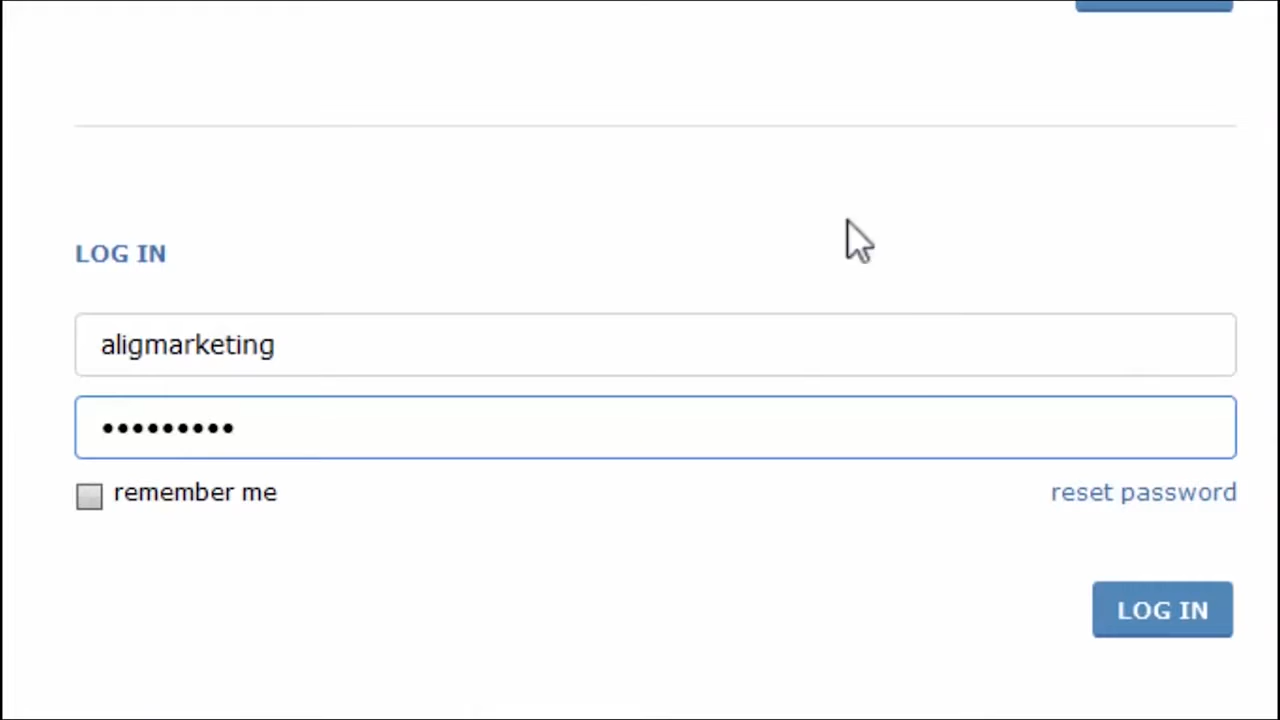 LOG IN
aligmarketing
•••••••••
remember me
reset password
LOG IN